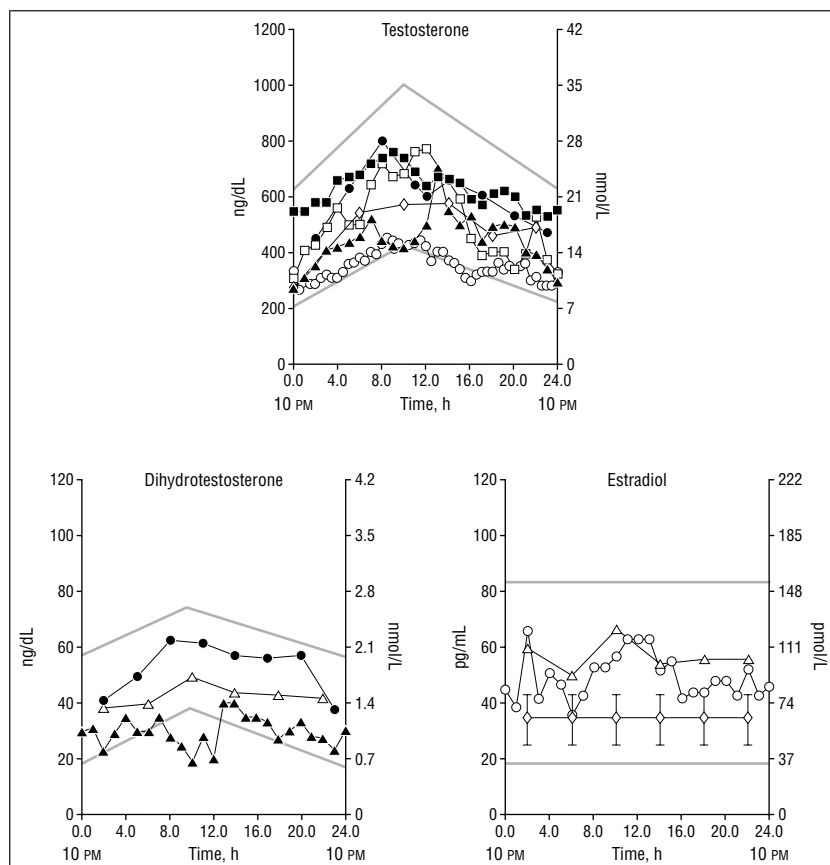 Testosterone
1200
1000
800
600
400
200
0
ng/dL
42
35
28
21
14
7
0
nmol/L
0.0 4.0 8.0 12.0 16.0 20.0 24.0
10 PM Time, h 10 PM
Dihydrotestosterone
120
100
80
60
40
20
0
ng/dL
4.2
3.5
2.8
2.1
1.4
0.7
0.0
nmol/L
0.0 4.0 8.0 12.0 16.0 20.0 24.0
10 PM Time, h 10 PM
Estradiol
120
100
80
60
40
20
0
pg/mL
222
185
148
111
74
37
0
pmol/L
0.0 4.0 8.0 12.0 16.0 20.0 24.0
10 PM Time, h 10 PM